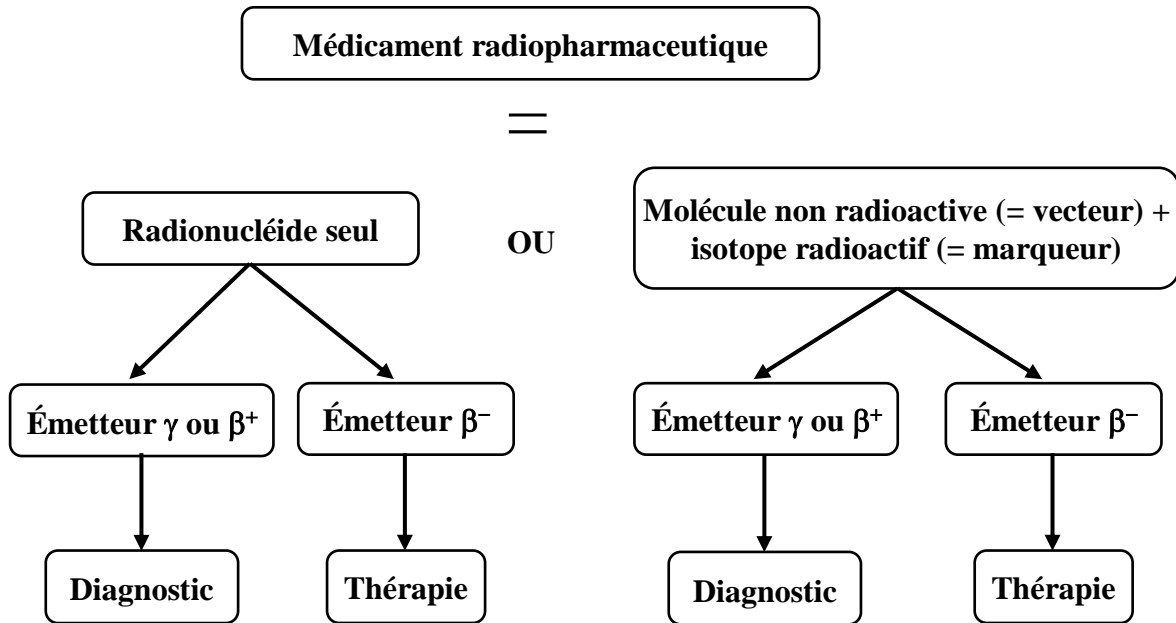 Médicament radiopharmaceutique
=
Radionucléide seul
OU
Molécule non radioactive (= vecteur) +
isotope radioactif (= marqueur)
Émetteur γ ou β⁺
Émetteur β⁻
Émetteur γ ou β⁺
Émetteur β⁻
Diagnostic
Thérapie
Diagnostic
Thérapie